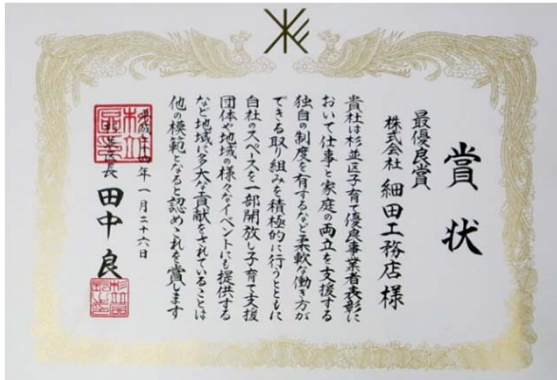 賞状
最優良賞
株式会社 細田工務店 様
貴社は杉並区子育て優良事業者表彰に
おいて仕事と家庭の両立を支援する
独自の制度を有するなど柔軟な働き方が
できる取り組みを積極的に行うとともに
自社のスペースを一部開放し子育て支援
団体や地域の様々なイベントにも提供する
など地域に多大な貢献をされていることは
他の模範となると認めこれを賞します
平成二十四年一月二十六日
杉並区長 田中良